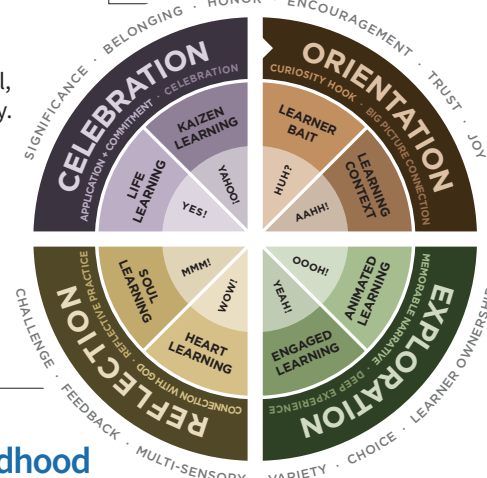 SIGNIFICANCE · BELONGING · HONOR · ENCOURAGEMENT · TRUST · JOY
l,
y.
CELEBRATION
APPLICATION + COMMITMENT · CELEBRATION
KAIZEN
LEARNING
LIFE
LEARNING
YAHOO!
YES!
ORIENTATION
CURIOSITY HOOK · BIG PICTURE CONNECTION
LEARNER
BAIT
LEARNING
CONTEXT
HUH?
AAHH!
REFLECTION
CONNECTION WITH GOD · REFLECTIVE PRACTICE
SOUL
LEARNING
HEART
LEARNING
MMM!
WOW!
EXPLORATION
MEMORABLE NARRATIVE · DEEP EXPERIENCE
ANIMATED
LEARNING
ENGAGED
LEARNING
OOOH!
YEAH!
CHALLENGE · FEEDBACK · MULTI-SENSORY · VARIETY · CHOICE · LEARNER OWNERSHIP
dhood